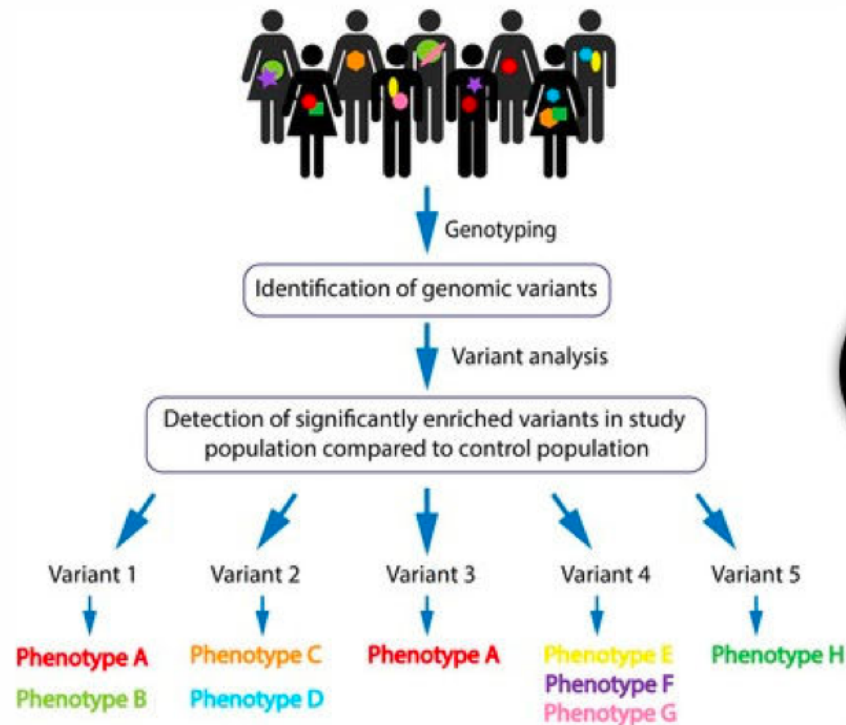 Genotyping
Identification of genomic variants
Variant analysis
Detection of significantly enriched variants in study
population compared to control population
Variant 1
Variant 2
Variant 3
Variant 4
Variant 5
Phenotype A
Phenotype B
Phenotype C
Phenotype D
Phenotype A
Phenotype E
Phenotype F
Phenotype G
Phenotype H